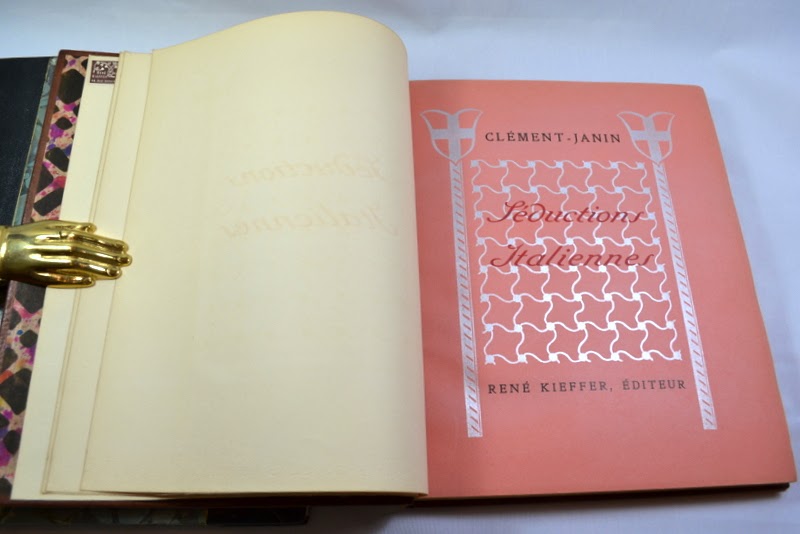 CLÉMENT-JANIN
Séductions
Italiennes
RENÉ KIEFFER, ÉDITEUR